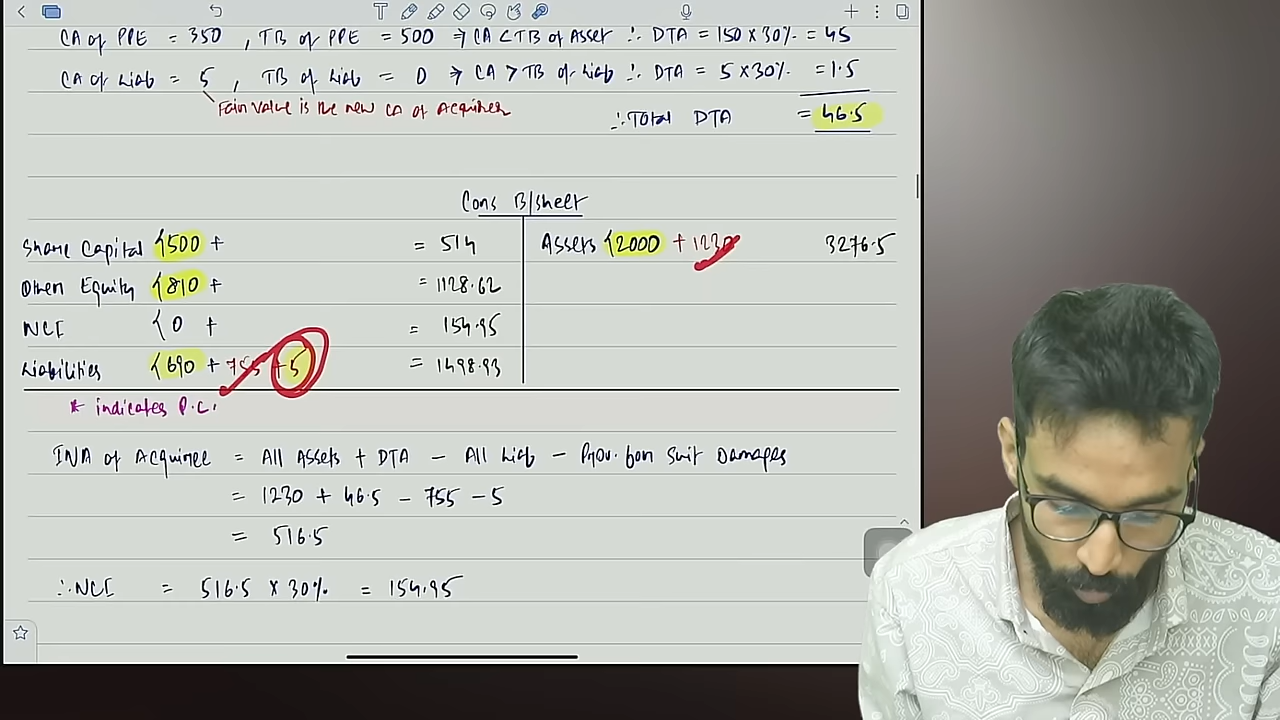 CA of PPE = 350 , TB of PPE = 500 ⇒ CA < TB of Asset ∴ DTA = 150 x 30% = 45
CA of Liab = 5 , TB of Liab = 0 ⇒ CA > TB of Liab ∴ DTA = 5 x 30% = 1.5
Fair Value is the new CA of Acquirer
∴ Total DTA = 46.5
Cons B/sheet
Share Capital {500 + = 514
Assets {2000 + 1230 3276.5
Other Equity {810 + = 1128.62
NCI {0 + = 154.95
Liabilities {690 + 755 + 5 = 1498.93
* indicates P.C.
INA of Acquiree = All Assets + DTA - All Liab - Prov. for Suit Damages
= 1230 + 46.5 - 755 - 5
= 516.5
∴ NCI = 516.5 x 30% = 154.95